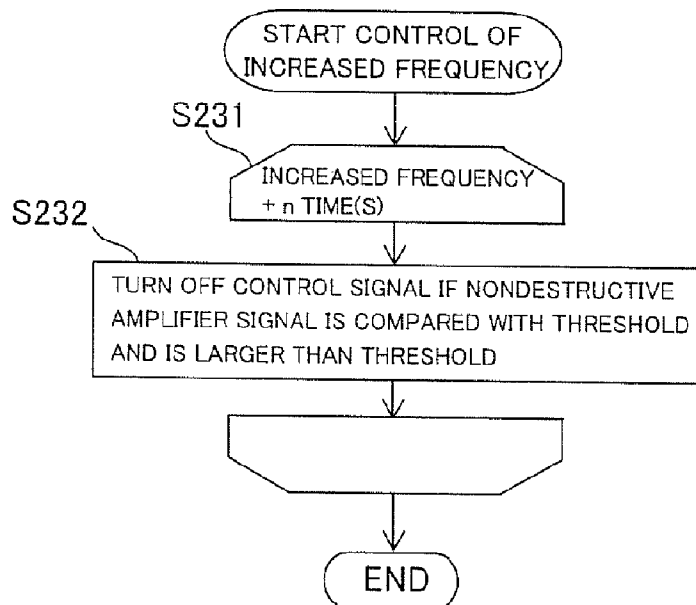 START CONTROL OF
INCREASED FREQUENCY
S231
INCREASED FREQUENCY
+ n TIME(S)
S232
TURN OFF CONTROL SIGNAL IF NONDESTRUCTIVE
AMPLIFIER SIGNAL IS COMPARED WITH THRESHOLD
AND IS LARGER THAN THRESHOLD
END